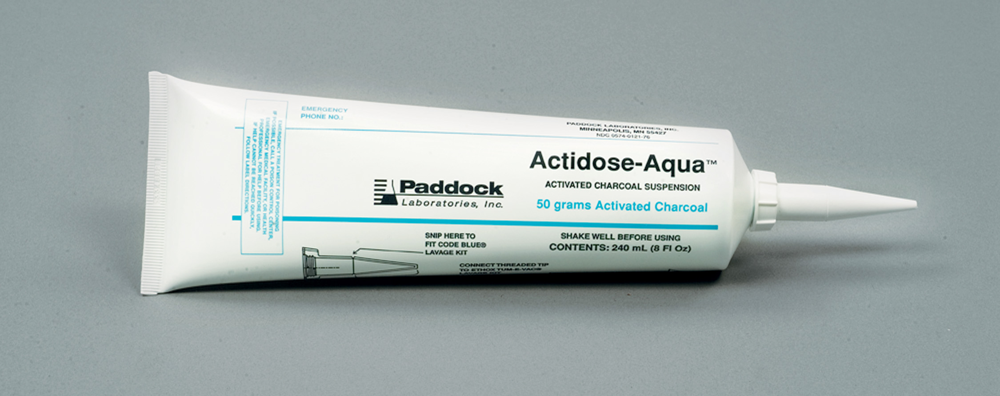 EMERGENCY
PHONE NO.:
EMERGENCY TREATMENT FOR POISONING
IF POSSIBLE, CALL A POISON CONTROL CENTER,
EMERGENCY MEDICAL FACILITY, OR HEALTH
PROFESSIONAL FOR HELP BEFORE USING.
IF HELP CANNOT BE REACHED QUICKLY,
FOLLOW LABEL DIRECTIONS.
PADDOCK LABORATORIES, INC.
MINNEAPOLIS, MN 55427
NDC 0574-0121-76
Actidose-Aqua™
ACTIVATED CHARCOAL SUSPENSION
50 grams Activated Charcoal
Paddock
Laboratories, Inc.
SNIP HERE TO
FIT CODE BLUE®
LAVAGE KIT
SHAKE WELL BEFORE USING
CONTENTS: 240 mL (8 Fl Oz)
CONNECT THREADED TIP
TO ETHOX TUM-E-VAC®
LAVAGE KIT